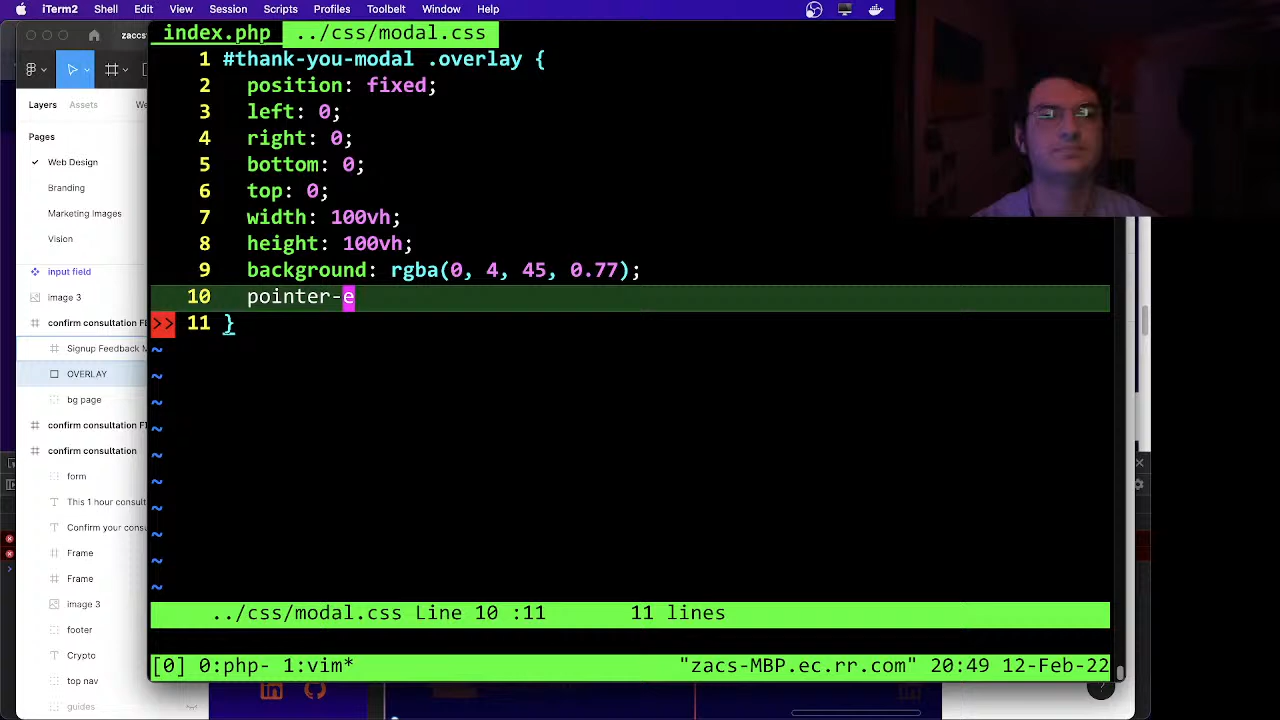 iTerm2 Shell Edit View Session Scripts Profiles Toolbelt Window Help
index.php ../css/modal.css
1 #thank-you-modal .overlay {
2 position: fixed;
3 left: 0;
4 right: 0;
5 bottom: 0;
6 top: 0;
7 width: 100vh;
8 height: 100vh;
9 background: rgba(0, 4, 45, 0.77);
10 pointer-e
>> 11 }
~
~
~
~
~
~
~
~
~
~
../css/modal.css Line 10 :11 11 lines
[0] 0:php- 1:vim* "zacs-MBP.ec.rr.com" 20:49 12-Feb-22
zacs
Layers Assets
Pages
Web Design
Branding
Marketing Images
Vision
input field
image 3
confirm consultation
Signup Feedback
OVERLAY
bg page
confirm consultation
confirm consultation
form
This 1 hour
Confirm your
Frame
Frame
image 3
footer
Crypto
top nav
guides